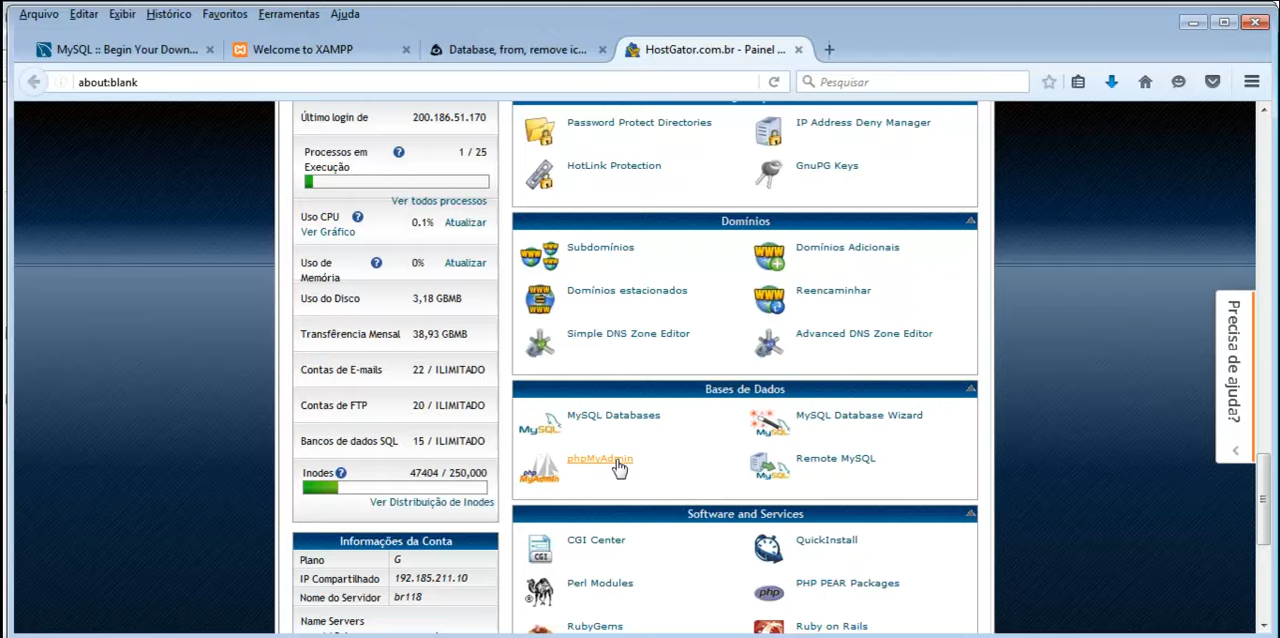 Arquivo Editar Exibir Histórico Favoritos Ferramentas Ajuda
MySQL :: Begin Your Down... Welcome to XAMPP Database, from, remove ic... HostGator.com.br - Painel ...
about:blank Pesquisar
Último login de 200.186.51.170
Processos em Execução 1 / 25
Ver todos processos
Uso CPU 0.1% Atualizar
Ver Gráfico
Uso de Memória 0% Atualizar
Uso do Disco 3,18 GBMB
Transfêrencia Mensal 38,93 GBMB
Contas de E-mails 22 / ILIMITADO
Contas de FTP 20 / ILIMITADO
Bancos de dados SQL 15 / ILIMITADO
Inodes 47404 / 250,000
Ver Distribuição de Inodes
Informações da Conta
Plano G
IP Compartilhado 192.185.211.10
Nome do Servidor br118
Name Servers
Password Protect Directories IP Address Deny Manager
HotLink Protection GnuPG Keys
Domínios
Subdomínios Domínios Adicionais
Domínios estacionados Reencaminhar
Simple DNS Zone Editor Advanced DNS Zone Editor
Bases de Dados
MySQL Databases MySQL Database Wizard
phpMyAdmin Remote MySQL
Software and Services
CGI Center QuickInstall
Perl Modules PHP PEAR Packages
RubyGems Ruby on Rails
Precisa de ajuda?